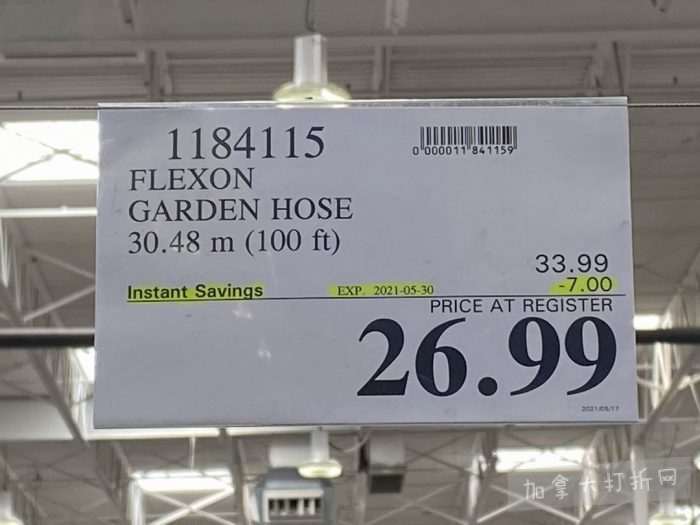 1184115
0 000011 841159
FLEXON
GARDEN HOSE
30.48 m (100 ft)
33.99
Instant Savings EXP. 2021-05-30 -7.00
PRICE AT REGISTER
26.99
2021/05/17
加拿大打折网